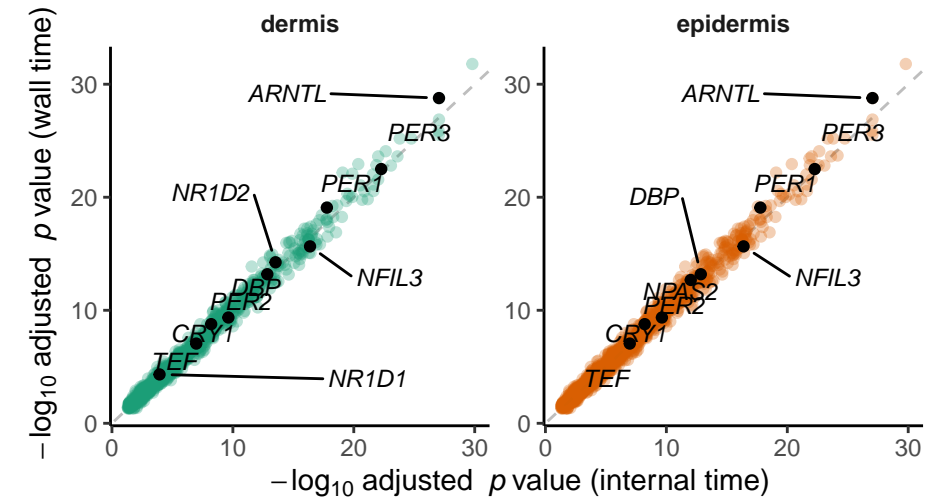 dermis
epidermis
−log10 adjusted p value (wall time)
30
20
10
0
ARNTL
PER3
PER1
NR1D2
NFIL3
DBP
PER2
CRY1
TEF
NR1D1
0
10
20
30
ARNTL
PER3
PER1
DBP
NFIL3
NPAS2
PER2
CRY1
TEF
30
20
10
0
0
10
20
30
−log10 adjusted p value (internal time)